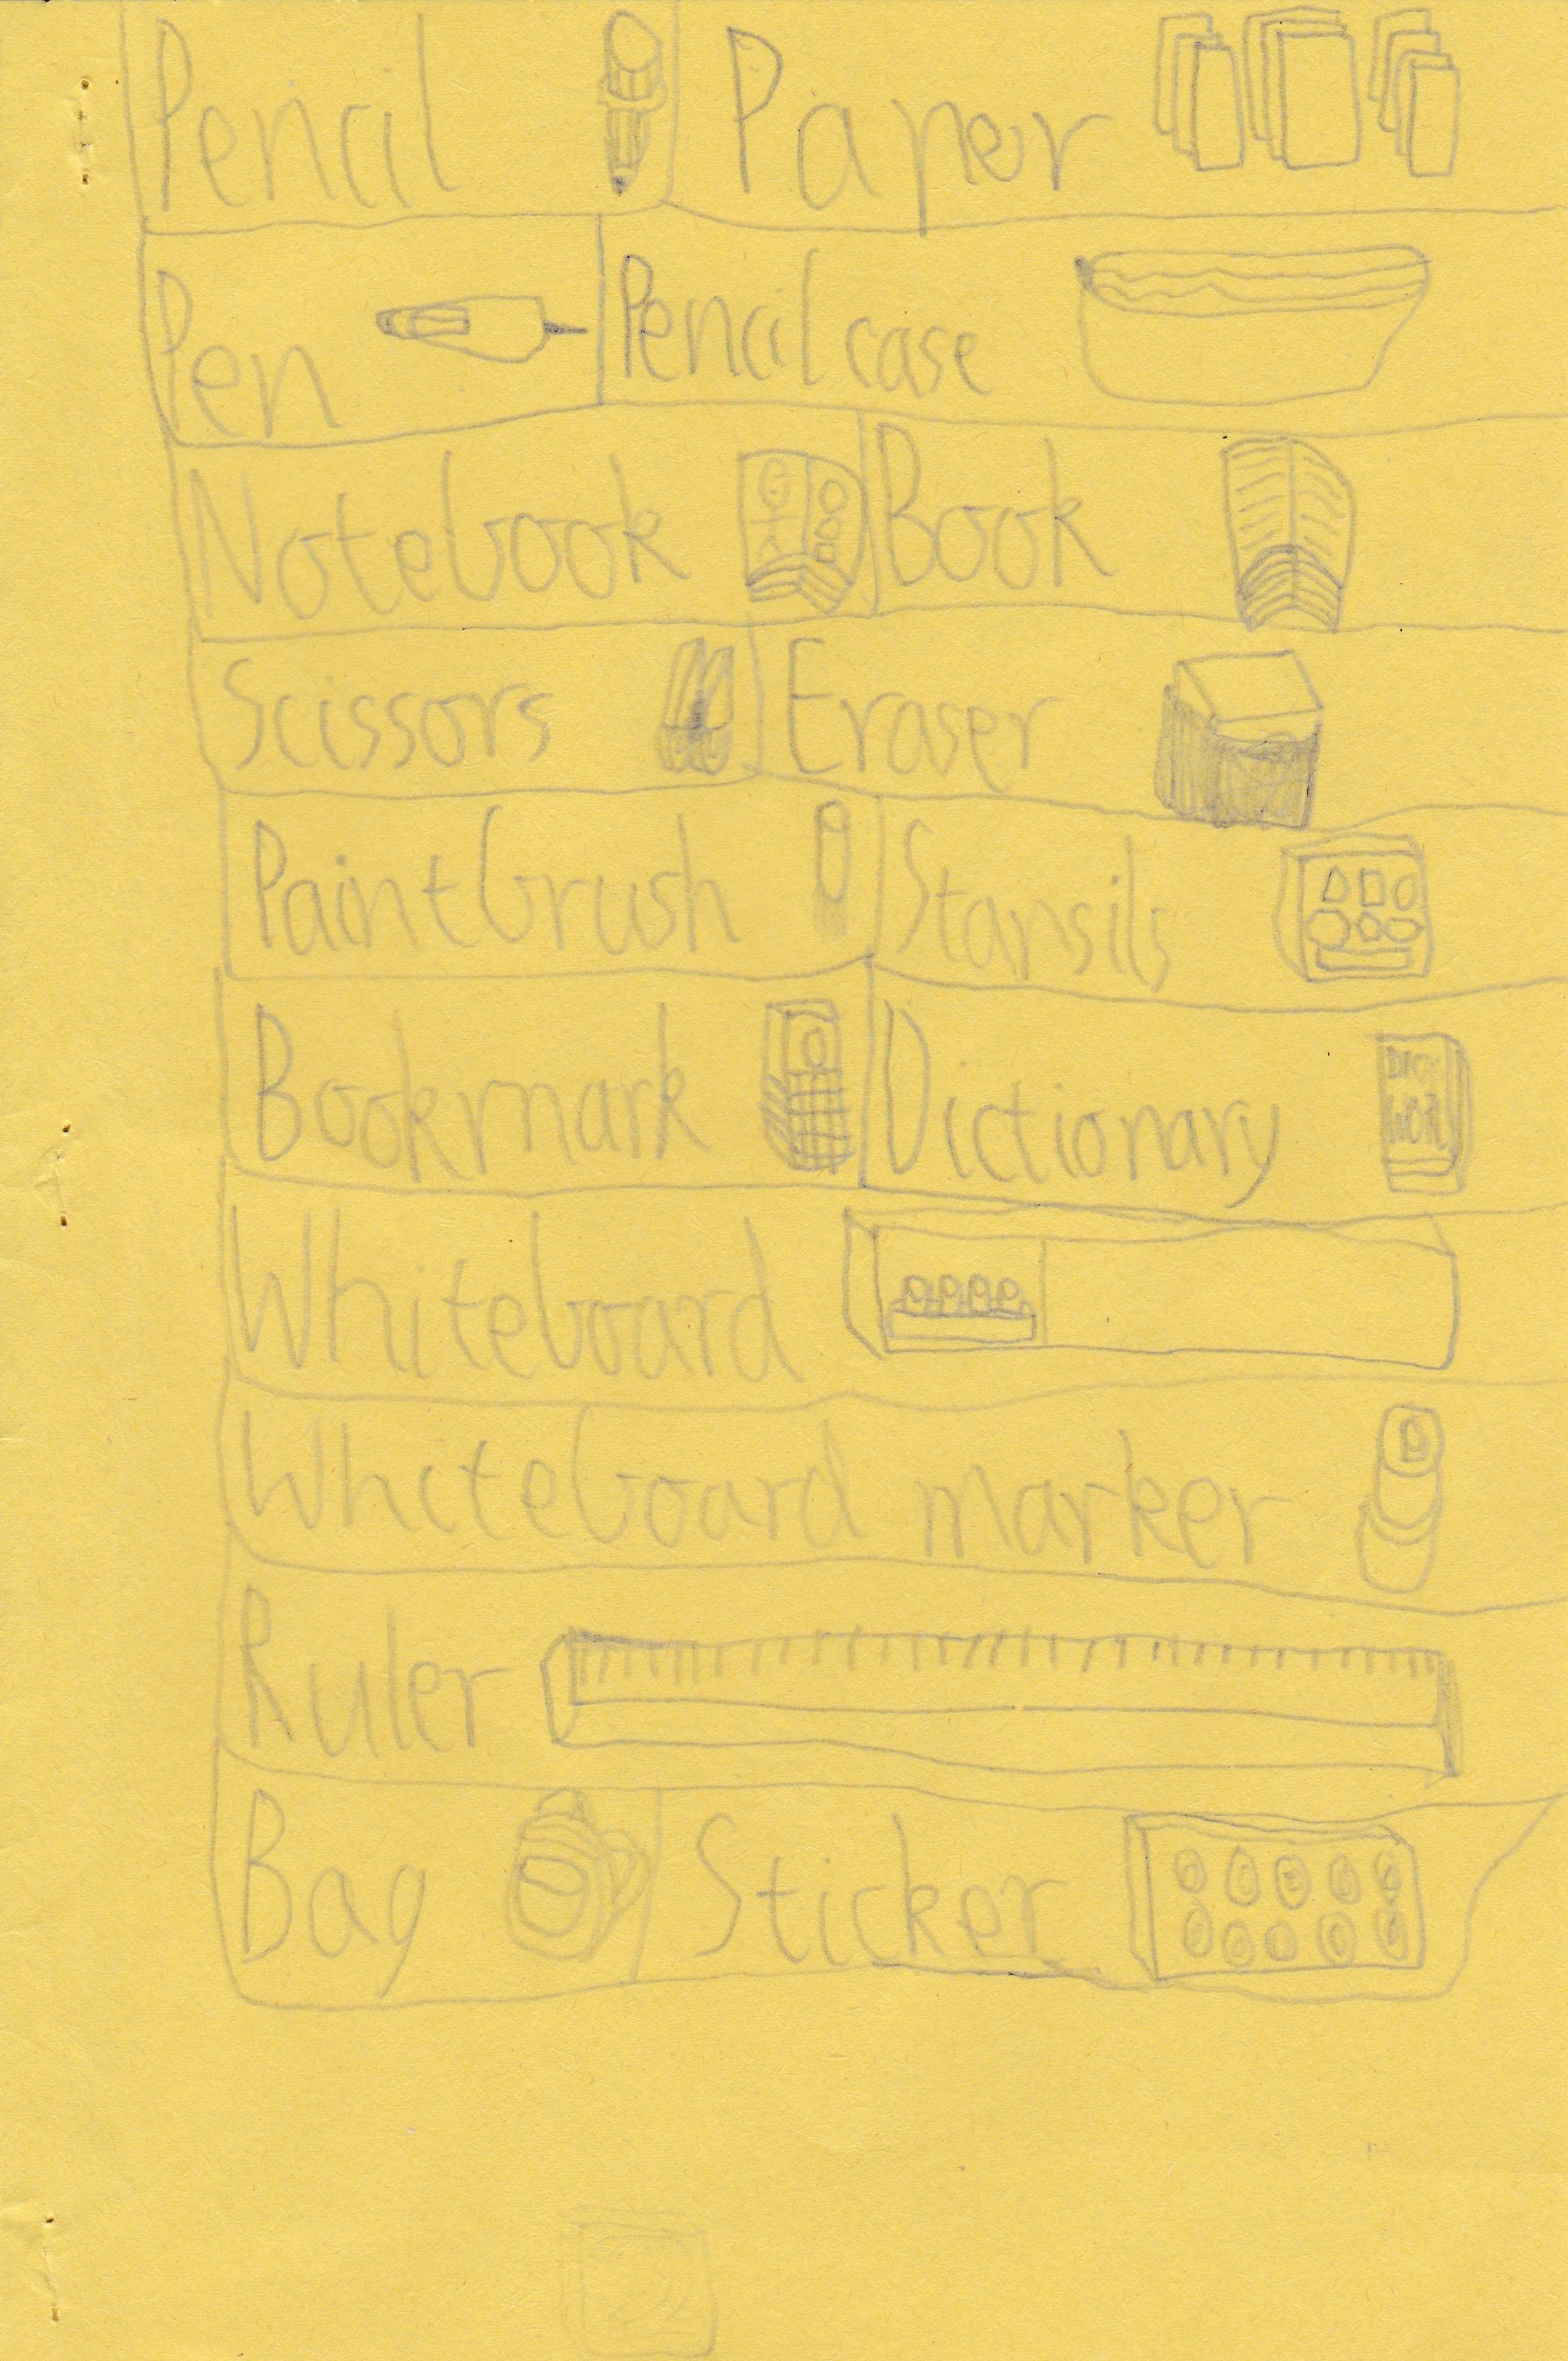 Pencil Paper
Pen Pencil case
Notebook Book
Scissors Eraser
Paintbrush Stansils
Bookmark Dictionary
Whiteboard
Whiteboard marker
Ruler
Bag Sticker